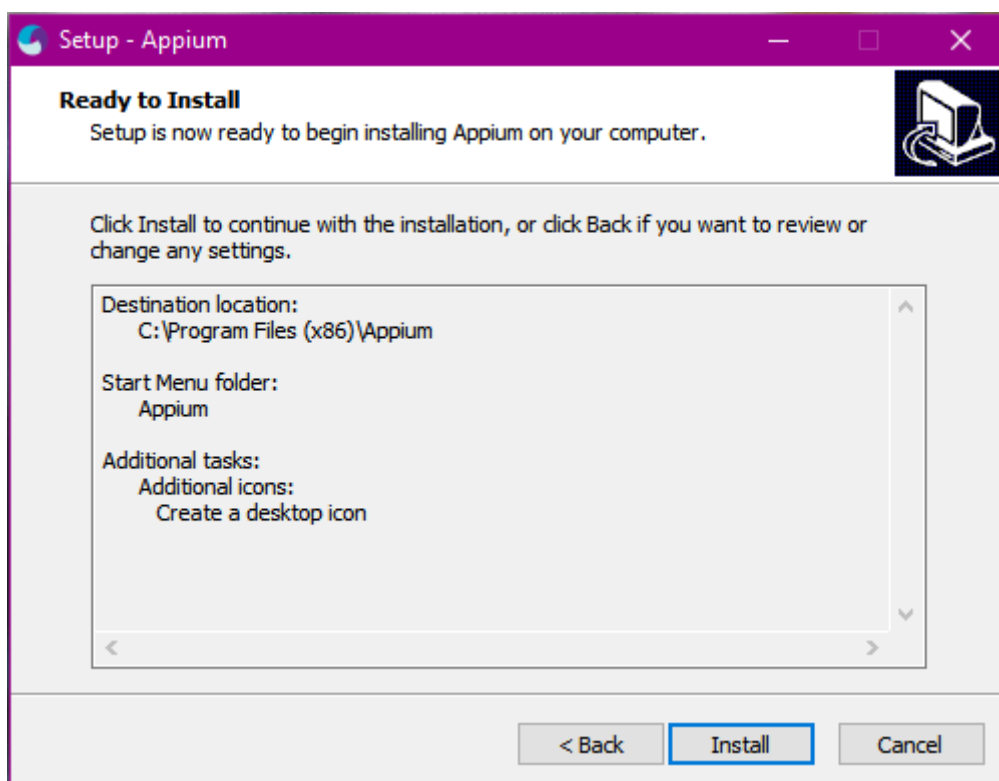 Setup - Appium
Ready to Install
Setup is now ready to begin installing Appium on your computer.
Click Install to continue with the installation, or click Back if you want to review or
change any settings.
Destination location:
C:\Program Files (x86)\Appium
Start Menu folder:
Appium
Additional tasks:
Additional icons:
Create a desktop icon
< Back Install Cancel